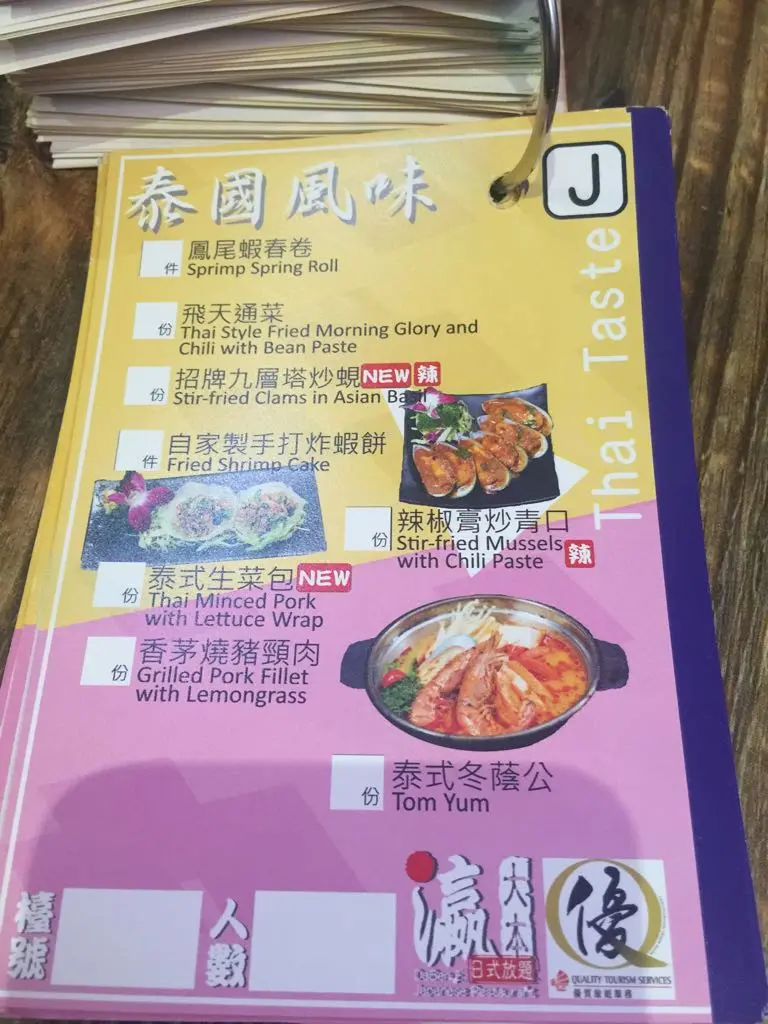 泰國風味
J
Thai Taste
件 鳳尾蝦春卷
Sprimp Spring Roll
份 飛天通菜
Thai Style Fried Morning Glory and
Chili with Bean Paste
份 招牌九層塔炒蜆 NEW 辣
Stir-fried Clams in Asian Basil
件 自家製手打炸蝦餅
Fried Shrimp Cake
份 辣椒膏炒青口
Stir-fried Mussels 辣
with Chili Paste
份 泰式生菜包 NEW
Thai Minced Pork
with Lettuce Wrap
份 香茅燒豬頸肉
Grilled Pork Fillet
with Lemongrass
份 泰式冬蔭公
Tom Yum
檯號
人數
瀛
大本
日式放題
優
QUALITY TOURISM SERVICES
優質旅遊服務